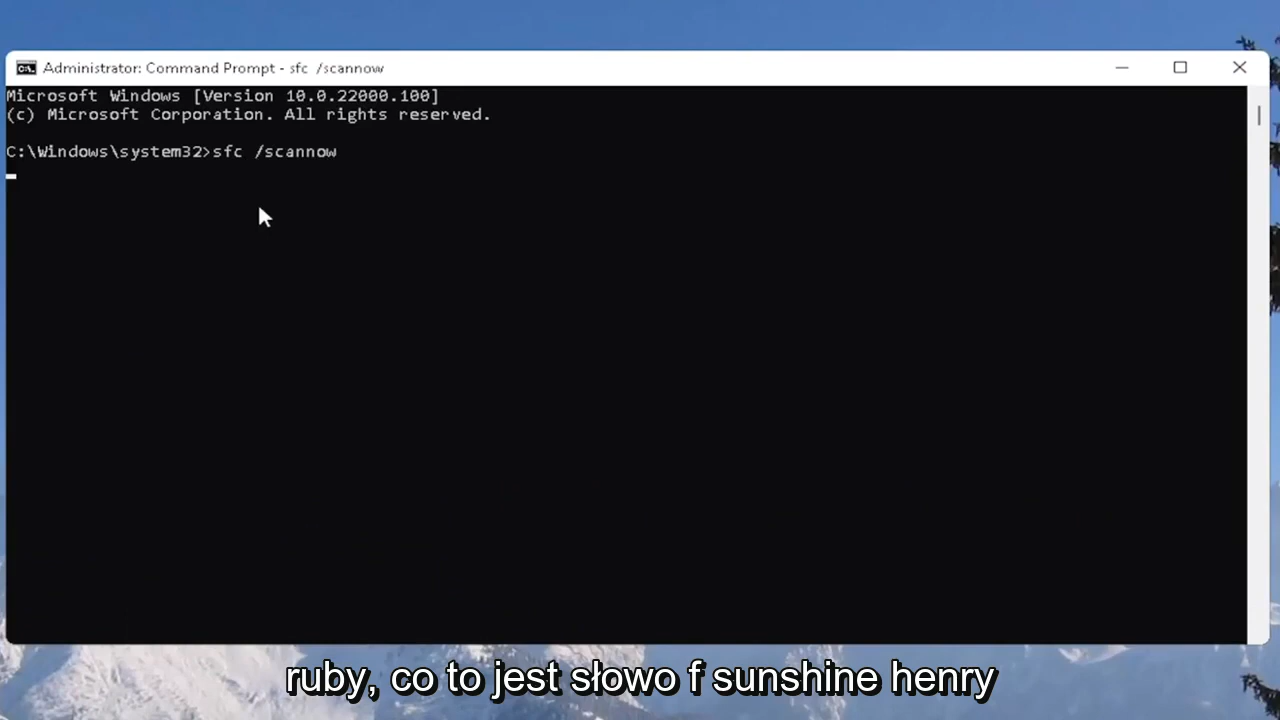 Administrator: Command Prompt - sfc /scannow
Microsoft Windows [Version 10.0.22000.100]
(c) Microsoft Corporation. All rights reserved.
C:\Windows\system32>sfc /scannow
ruby, co to jest słowo f sunshine henry